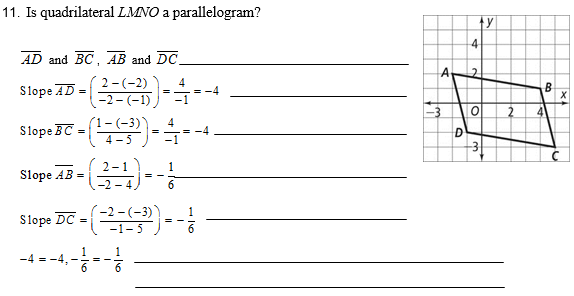 11. Is quadrilateral LMNO a parallelogram?
AD and BC, AB and DC.
Slope AD = (2 – (–2) / –2 – (–1)) = 4/–1 = –4
Slope BC = (1 – (–3) / 4 – 5) = 4/–1 = –4
Slope AB = (2 – 1 / –2 – 4) = – 1/6
Slope DC = (–2 – (–3) / –1 – 5) = – 1/6
–4 = –4, – 1/6 = – 1/6
y
4
A
2
B
x
–3
O
2
4
D
–3
C